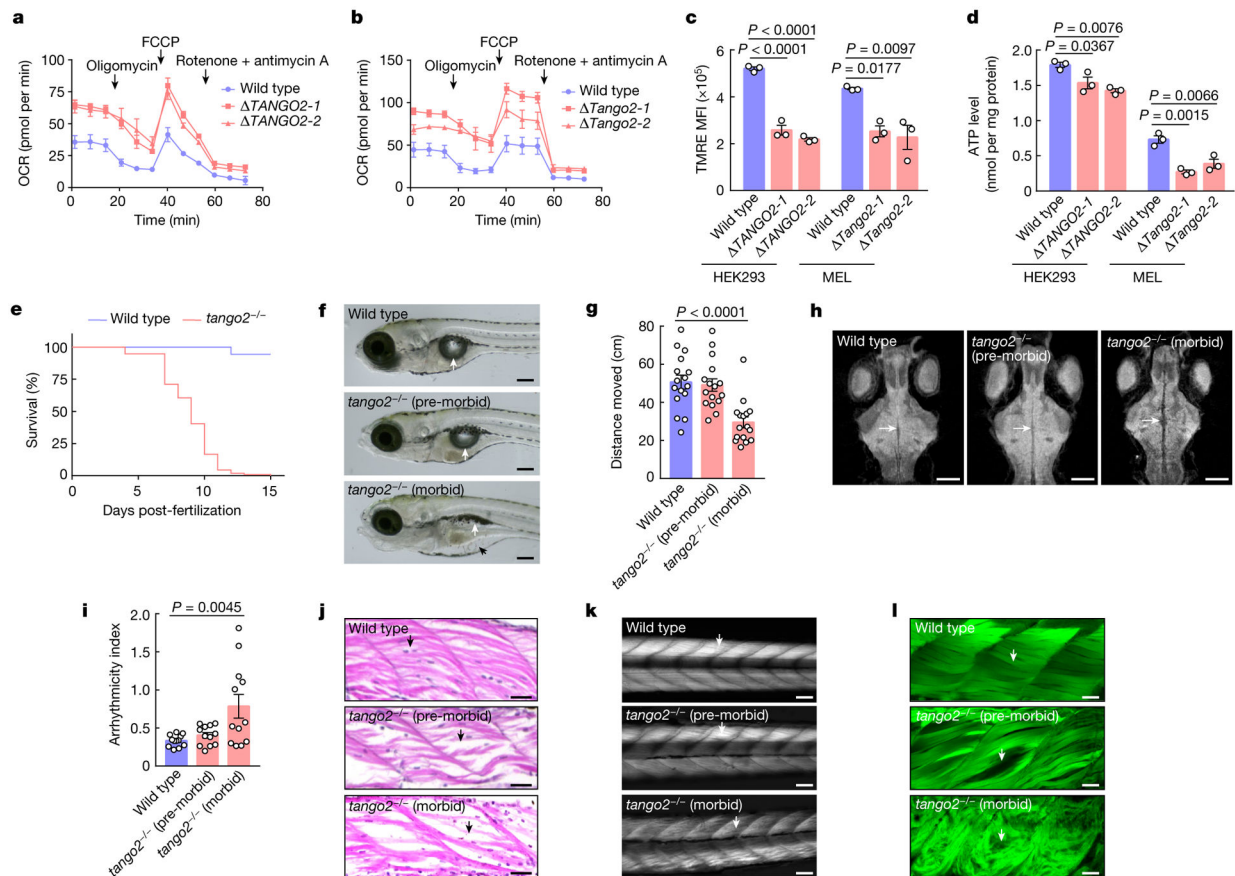 a
FCCP
Oligomycin
Rotenone + antimycin A
Wild type
ΔTANGO2-1
ΔTANGO2-2
OCR (pmol per min)
100
75
50
25
0
0
20
40
60
80
Time (min)
b
FCCP
Oligomycin
Rotenone + antimycin A
Wild type
ΔTango2-1
ΔTango2-2
OCR (pmol per min)
150
100
50
0
0
20
40
60
80
Time (min)
c
P < 0.0001
P < 0.0001
P = 0.0097
P = 0.0177
TMRE MFI (×10⁵)
6
4
2
0
Wild type
ΔTANGO2-1
ΔTANGO2-2
Wild type
ΔTango2-1
ΔTango2-2
HEK293
MEL
d
P = 0.0076
P = 0.0367
P = 0.0066
P = 0.0015
ATP level
(nmol per mg protein)
2.0
1.5
1.0
0.5
0
Wild type
ΔTANGO2-1
ΔTANGO2-2
Wild type
ΔTango2-1
ΔTango2-2
HEK293
MEL
e
Wild type
tango2⁻/⁻
Survival (%)
100
75
50
25
0
0
5
10
15
Days post-fertilization
f
Wild type
tango2⁻/⁻ (pre-morbid)
tango2⁻/⁻ (morbid)
g
P < 0.0001
Distance moved (cm)
80
60
40
20
0
Wild type
tango2⁻/⁻ (pre-morbid)
tango2⁻/⁻ (morbid)
h
Wild type
tango2⁻/⁻
(pre-morbid)
tango2⁻/⁻ (morbid)
i
P = 0.0045
Arrhythmicity index
2.0
1.5
1.0
0.5
0
Wild type
tango2⁻/⁻ (pre-morbid)
tango2⁻/⁻ (morbid)
j
Wild type
tango2⁻/⁻ (pre-morbid)
tango2⁻/⁻ (morbid)
k
Wild type
tango2⁻/⁻ (pre-morbid)
tango2⁻/⁻ (morbid)
l
Wild type
tango2⁻/⁻ (pre-morbid)
tango2⁻/⁻ (morbid)